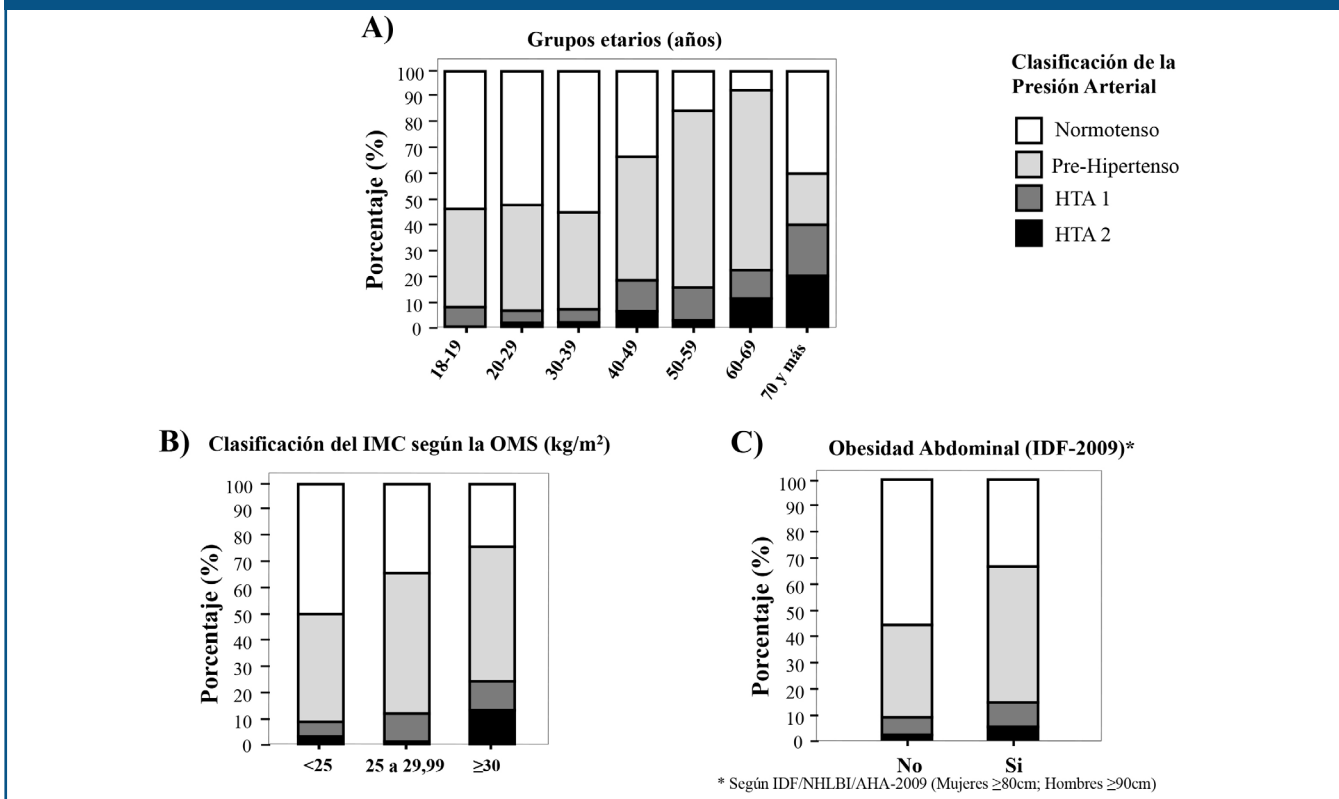 A)
Grupos etarios (años)
Porcentaje (%)
100
90
80
70
60
50
40
30
20
10
0
18-19
20-29
30-39
40-49
50-59
60-69
70 y más
Clasificación de la
Presión Arterial
Normotenso
Pre-Hipertenso
HTA 1
HTA 2
B)
Clasificación del IMC según la OMS (kg/m²)
Porcentaje (%)
100
90
80
70
60
50
40
30
20
10
0
<25
25 a 29,99
≥30
C)
Obesidad Abdominal (IDF-2009)*
Porcentaje (%)
100
90
80
70
60
50
40
30
20
10
0
No
Si
* Según IDF/NHLBI/AHA-2009 (Mujeres ≥80cm; Hombres ≥90cm)